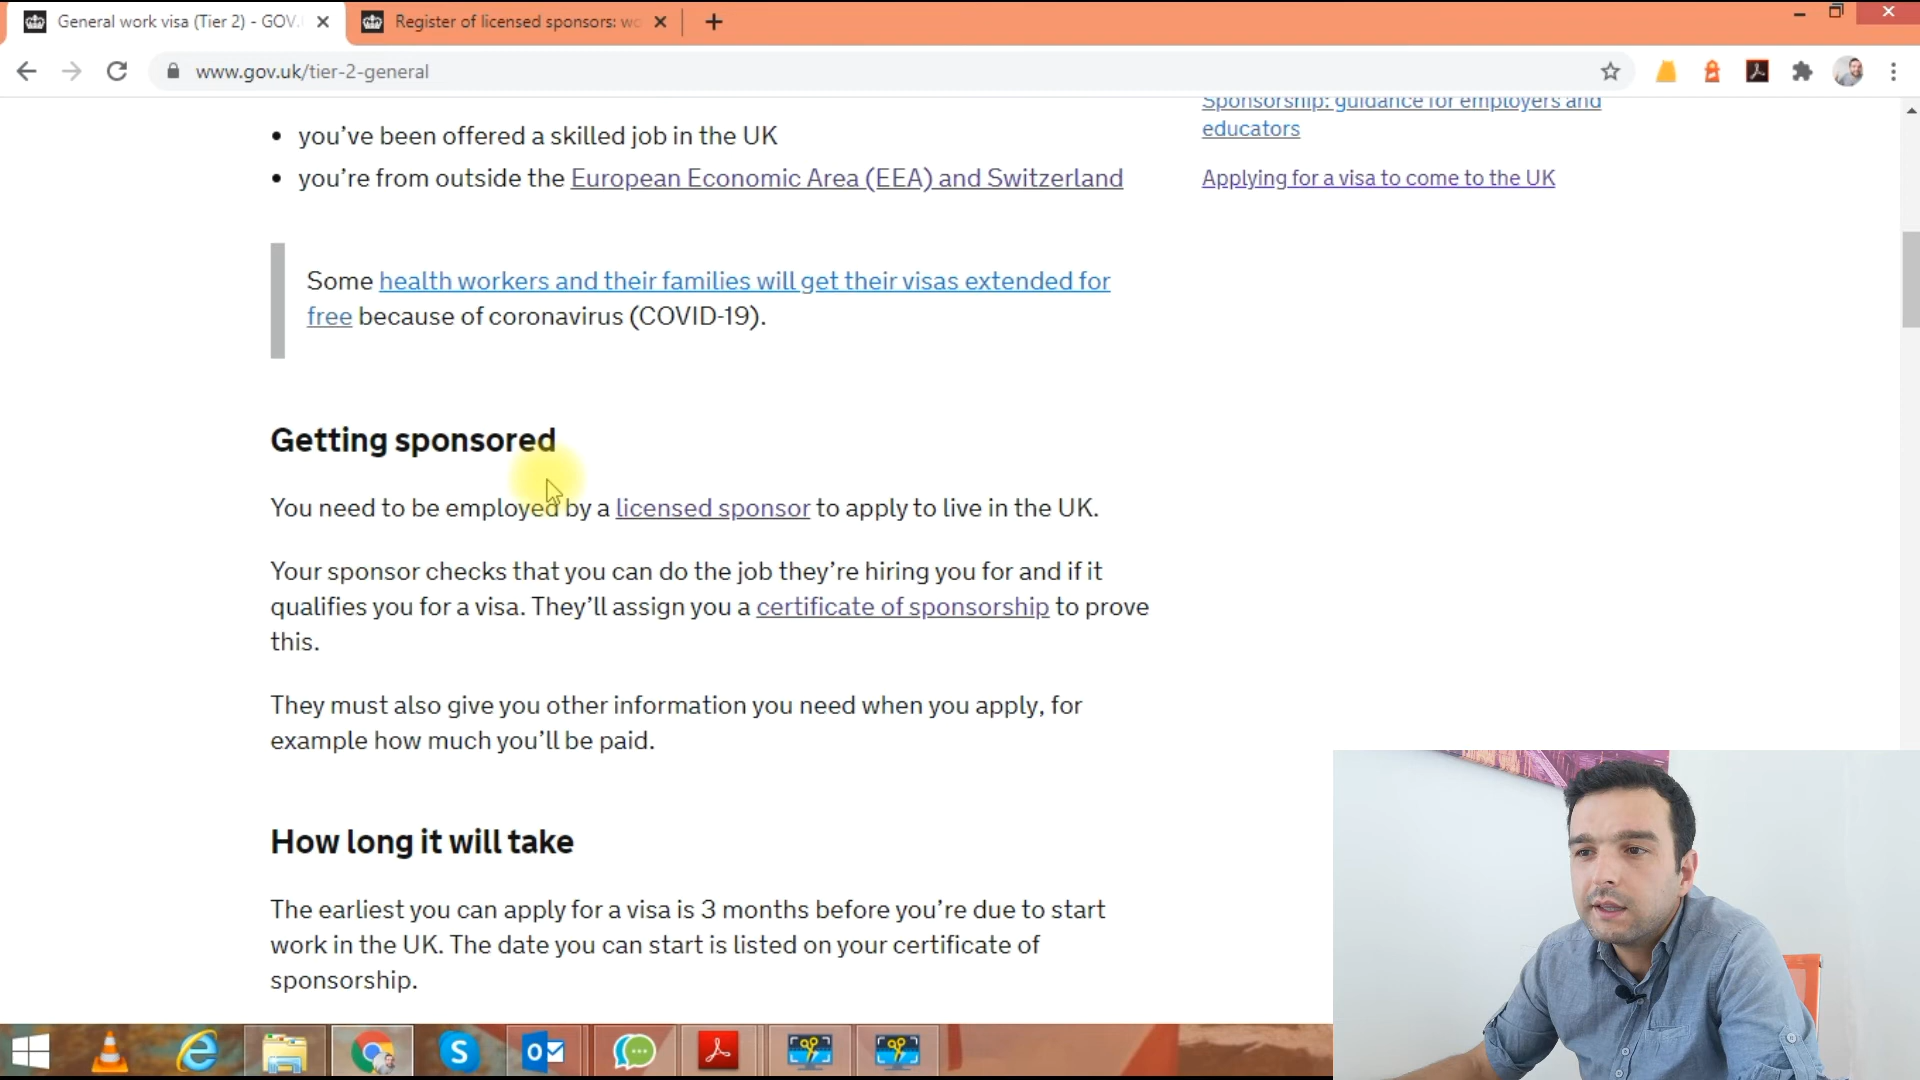 General work visa (Tier 2) - GOV.
Register of licensed sponsors: wo
www.gov.uk/tier-2-general
Sponsorship: guidance for employers and
educators
• you've been offered a skilled job in the UK
• you're from outside the European Economic Area (EEA) and Switzerland
Applying for a visa to come to the UK
Some health workers and their families will get their visas extended for
free because of coronavirus (COVID-19).
Getting sponsored
You need to be employed by a licensed sponsor to apply to live in the UK.
Your sponsor checks that you can do the job they're hiring you for and if it
qualifies you for a visa. They'll assign you a certificate of sponsorship to prove
this.
They must also give you other information you need when you apply, for
example how much you'll be paid.
How long it will take
The earliest you can apply for a visa is 3 months before you're due to start
work in the UK. The date you can start is listed on your certificate of
sponsorship.